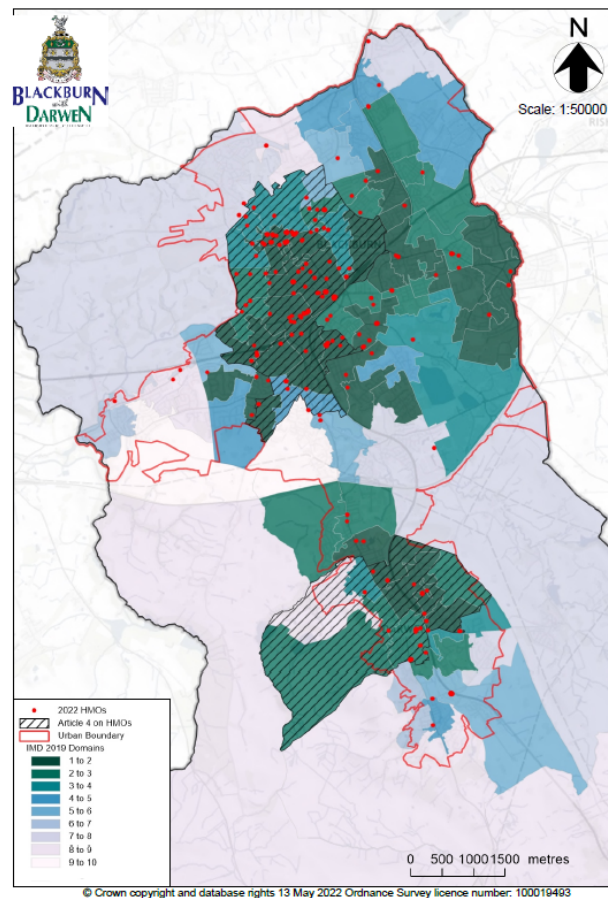 BLACKBURN
with
DARWEN
Scale: 1:50000
BLACKBURN
DARWEN
2022 HMOs
Article 4 on HMOs
Urban Boundary
IMD 2019 Domains
1 to 2
2 to 3
3 to 4
4 to 5
5 to 6
6 to 7
7 to 8
8 to 9
9 to 10
0 500 1000 1500 metres
© Crown copyright and database rights 13 May 2022 Ordnance Survey licence number: 100019493